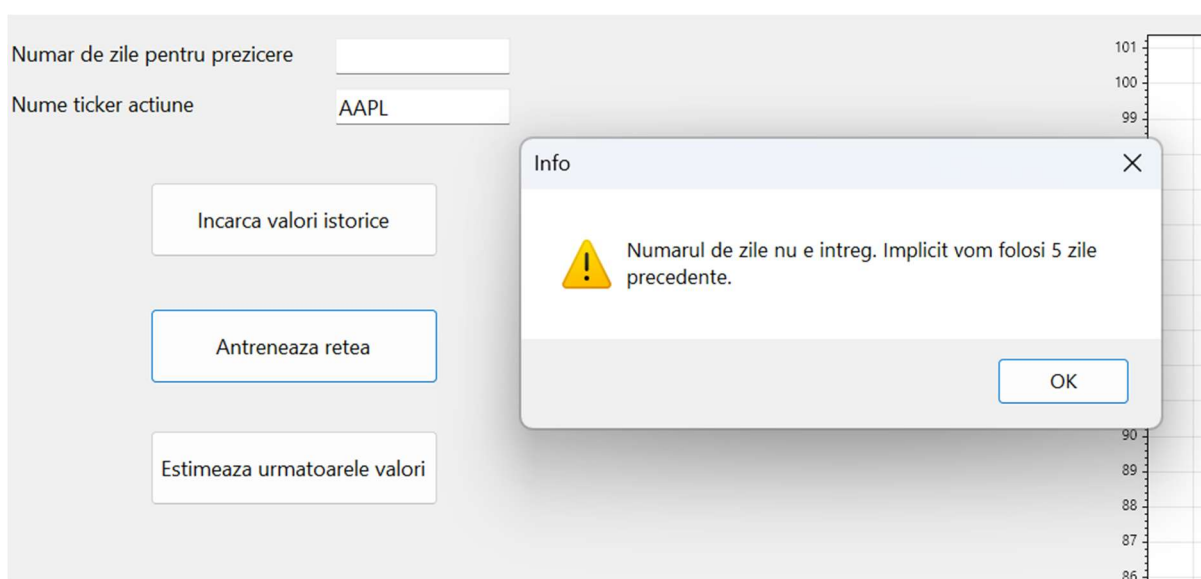 Numar de zile pentru prezicere
Nume ticker actiune
AAPL
Incarca valori istorice
Antreneaza retea
Estimeaza urmatoarele valori
Info
Numarul de zile nu e intreg. Implicit vom folosi 5 zile
precedente.
OK
101
100
99
90
89
88
87
86